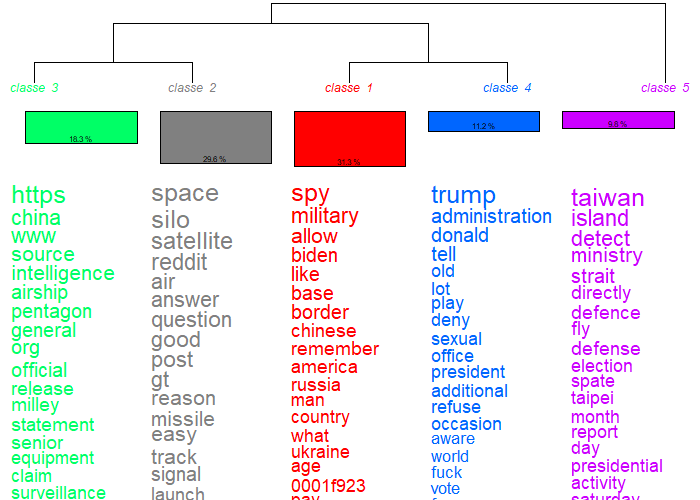 classe 3 classe 2 classe 1 classe 4 classe 5
18.3 % 29.6 % 31.3 % 11.2 % 9.6 %
https
china
www
source
intelligence
airship
pentagon
general
org
official
release
milley
statement
senior
equipment
claim
surveillance
space
silo
satellite
reddit
air
answer
question
good
post
gt
reason
missile
easy
track
signal
launch
spy
military
allow
biden
like
base
border
chinese
remember
america
russia
man
country
what
ukraine
age
0001f923
pay
trump
administration
donald
tell
old
lot
play
deny
sexual
office
president
additional
refuse
occasion
aware
world
fuck
vote
taiwan
island
detect
ministry
strait
directly
defence
fly
defense
election
spate
taipei
month
report
day
presidential
activity
saturday